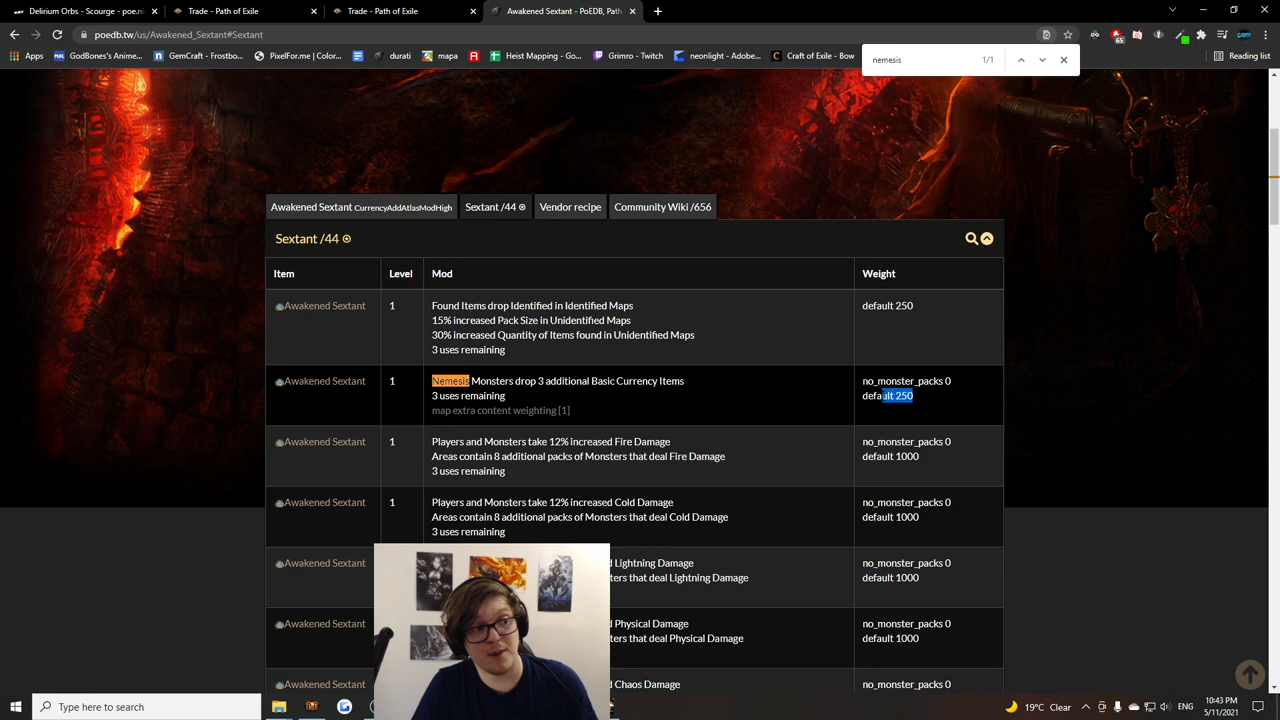 Delirium Orbs - Scourge - poe.n
Trade - Path of Exile
Trade - Path of Exile
Awakened Sextant - PoEDB, Path
poedb.tw/us/Awakened_Sextant#Sextant
65
Apps
GodBones's Anime...
GemCraft - Frostbo...
PixelFor.me | Color...
durati
mapa
Heist Mapping - Go...
Grimro - Twitch
neonlight - Adobe...
Craft of Exile - Bow
Reading list
nemesis
1/1
Awakened Sextant CurrencyAddAtlasModHigh
Sextant /44
Vendor recipe
Community Wiki /656
Sextant /44
Item
Level
Mod
Weight
Awakened Sextant
1
Found Items drop Identified in Identified Maps
15% increased Pack Size in Unidentified Maps
30% increased Quantity of Items found in Unidentified Maps
3 uses remaining
default 250
Awakened Sextant
1
Nemesis Monsters drop 3 additional Basic Currency Items
3 uses remaining
map extra content weighting [1]
no_monster_packs 0
default 250
Awakened Sextant
1
Players and Monsters take 12% increased Fire Damage
Areas contain 8 additional packs of Monsters that deal Fire Damage
3 uses remaining
no_monster_packs 0
default 1000
Awakened Sextant
1
Players and Monsters take 12% increased Cold Damage
Areas contain 8 additional packs of Monsters that deal Cold Damage
3 uses remaining
no_monster_packs 0
default 1000
Awakened Sextant
d Lightning Damage
ters that deal Lightning Damage
no_monster_packs 0
default 1000
Awakened Sextant
d Physical Damage
ters that deal Physical Damage
no_monster_packs 0
default 1000
Awakened Sextant
d Chaos Damage
no_monster_packs 0
Type here to search
19°C Clear
ENG
10:43 PM
5/11/2021